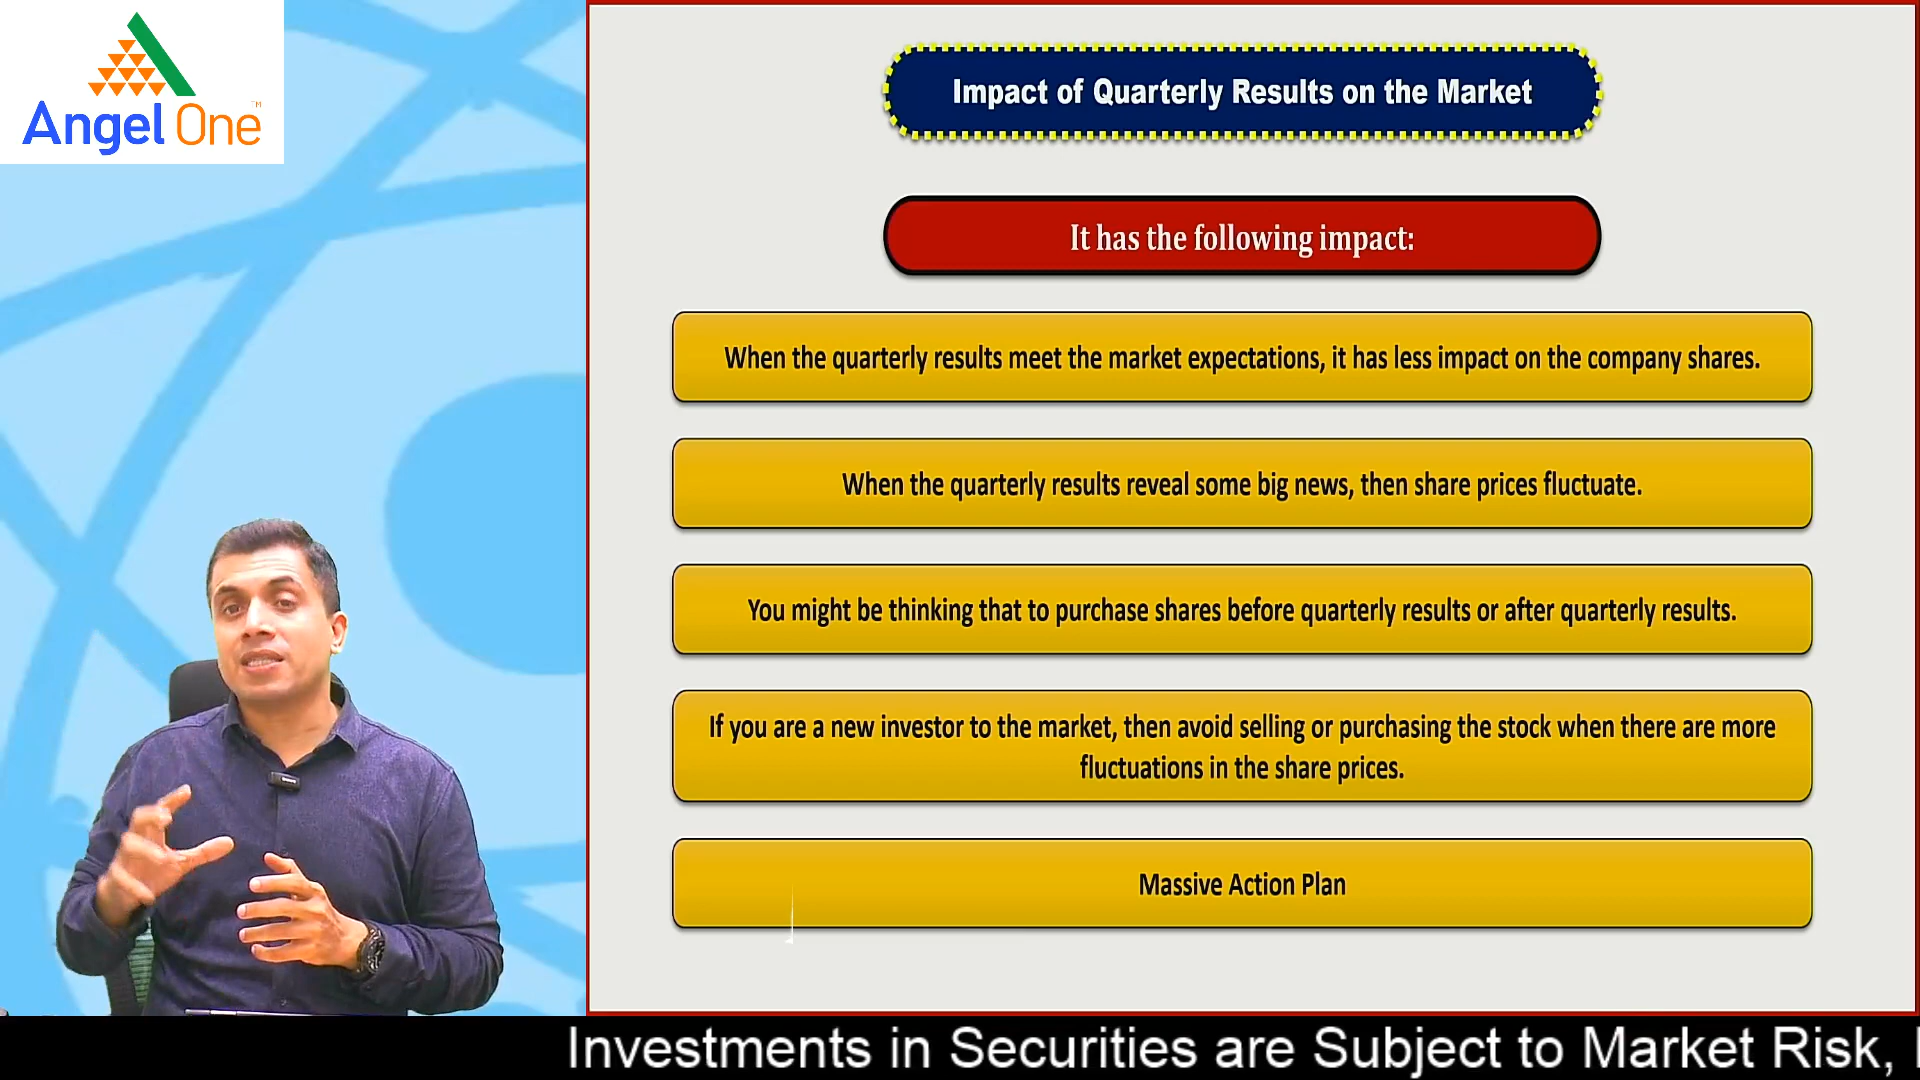 Angel One
TM
Impact of Quarterly Results on the Market
It has the following impact:
When the quarterly results meet the market expectations, it has less impact on the company shares.
When the quarterly results reveal some big news, then share prices fluctuate.
You might be thinking that to purchase shares before quarterly results or after quarterly results.
If you are a new investor to the market, then avoid selling or purchasing the stock when there are more
fluctuations in the share prices.
Massive Action Plan
Investments in Securities are Subject to Market Risk,